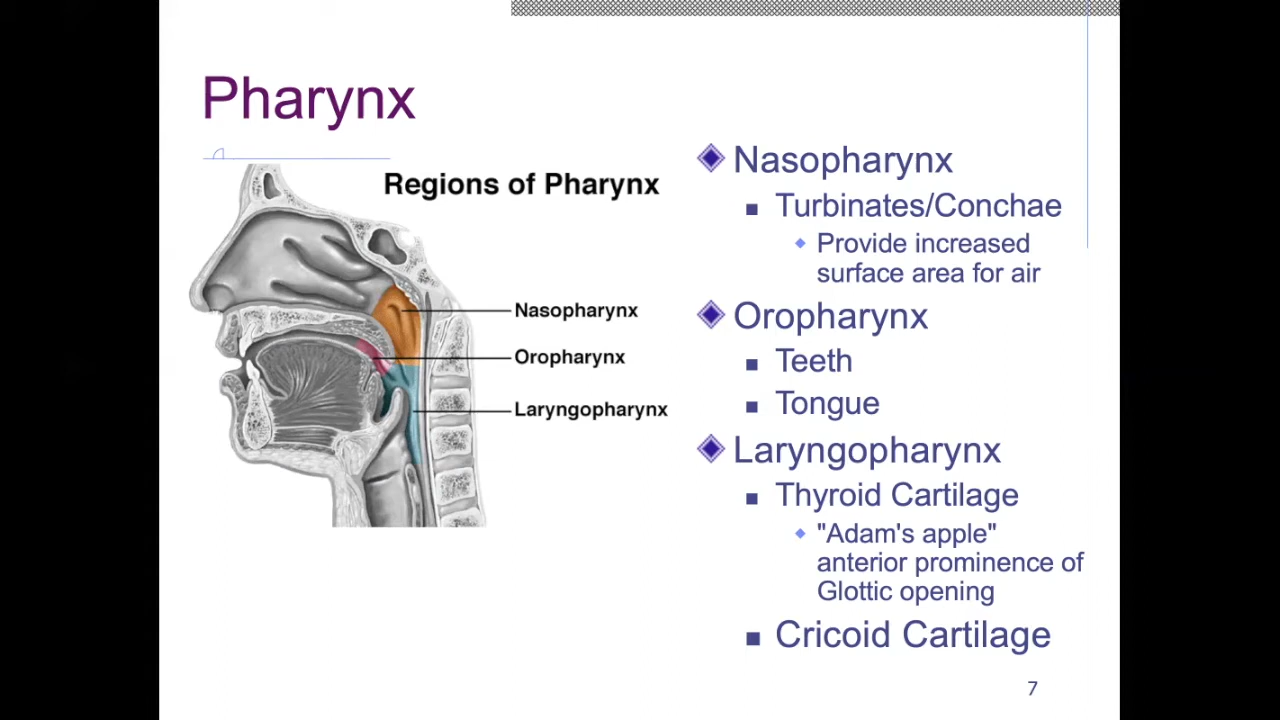 Pharynx
Regions of Pharynx
Nasopharynx
Oropharynx
Laryngopharynx
Nasopharynx
Turbinates/Conchae
Provide increased
surface area for air
Oropharynx
Teeth
Tongue
Laryngopharynx
Thyroid Cartilage
"Adam's apple"
anterior prominence of
Glottic opening
Cricoid Cartilage
7